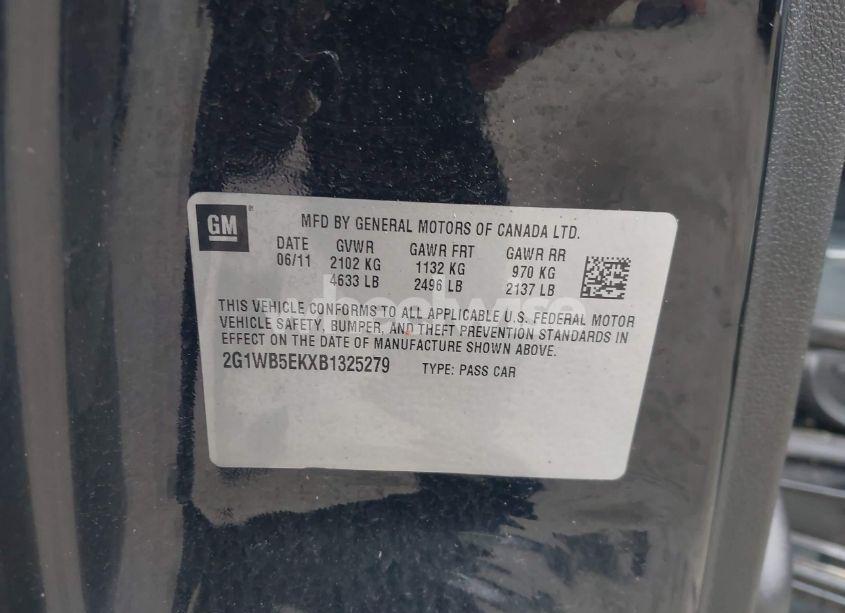 GM MFD BY GENERAL MOTORS OF CANADA LTD.
DATE GVWR GAWR FRT GAWR RR
06/11 2102 KG 1132 KG 970 KG
4633 LB 2496 LB 2137 LB
THIS VEHICLE CONFORMS TO ALL APPLICABLE U.S. FEDERAL MOTOR
VEHICLE SAFETY, BUMPER, AND THEFT PREVENTION STANDARDS IN
EFFECT ON THE DATE OF MANUFACTURE SHOWN ABOVE.
2G1WB5EKXB1325279 TYPE: PASS CAR